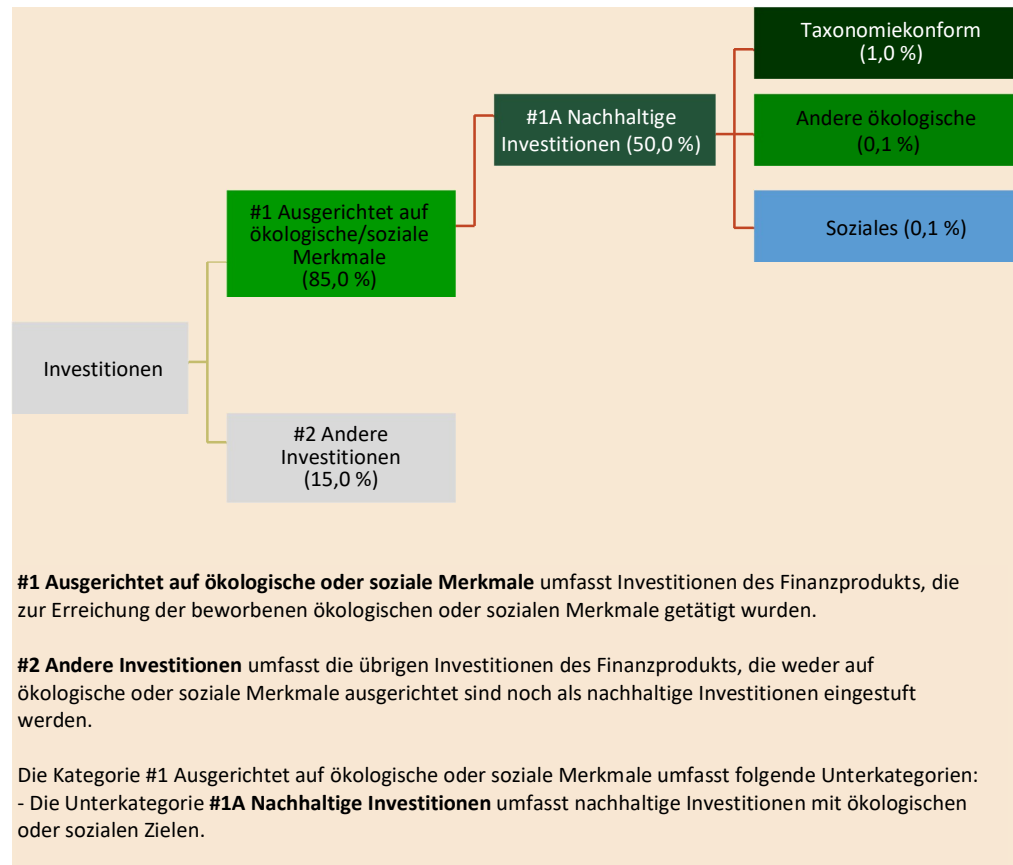 Taxonomiekonform
(1,0 %)
#1A Nachhaltige
Investitionen (50,0 %)
Andere ökologische
(0,1 %)
Soziales (0,1 %)
#1 Ausgerichtet auf
ökologische/soziale
Merkmale
(85,0 %)
Investitionen
#2 Andere
Investitionen
(15,0 %)
#1 Ausgerichtet auf ökologische oder soziale Merkmale umfasst Investitionen des Finanzprodukts, die
zur Erreichung der beworbenen ökologischen oder sozialen Merkmale getätigt wurden.
#2 Andere Investitionen umfasst die übrigen Investitionen des Finanzprodukts, die weder auf
ökologische oder soziale Merkmale ausgerichtet sind noch als nachhaltige Investitionen eingestuft
werden.
Die Kategorie #1 Ausgerichtet auf ökologische oder soziale Merkmale umfasst folgende Unterkategorien:
- Die Unterkategorie #1A Nachhaltige Investitionen umfasst nachhaltige Investitionen mit ökologischen
oder sozialen Zielen.